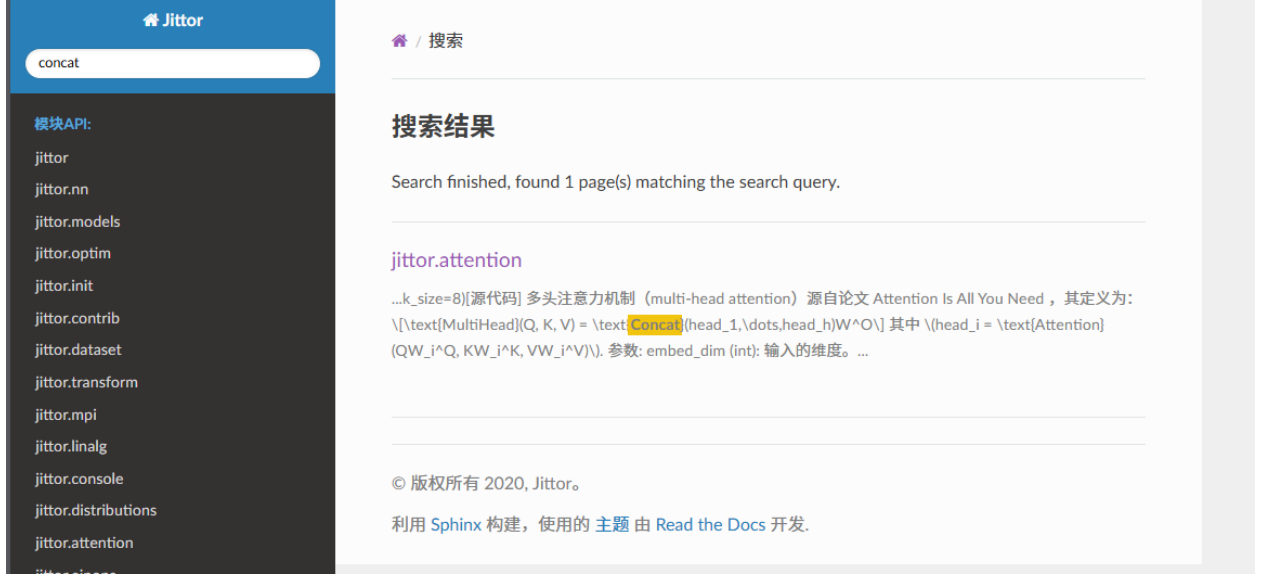 Jittor
concat
模块API:
jittor
jittor.nn
jittor.models
jittor.optim
jittor.init
jittor.contrib
jittor.dataset
jittor.transform
jittor.mpi
jittor.linalg
jittor.console
jittor.distributions
jittor.attention
/ 搜索
搜索结果
Search finished, found 1 page(s) matching the search query.
jittor.attention
...k_size=8)[源代码] 多头注意力机制（multi-head attention）源自论文 Attention Is All You Need ，其定义为：
\[\text{MultiHead}(Q, K, V) = \text{Concat}(head_1,\dots,head_h)W^O\] 其中 \(head_i = \text{Attention}
(QW_i^Q, KW_i^K, VW_i^V)\). 参数: embed_dim (int): 输入的维度。...
© 版权所有 2020, Jittor。
利用 Sphinx 构建，使用的 主题 由 Read the Docs 开发.